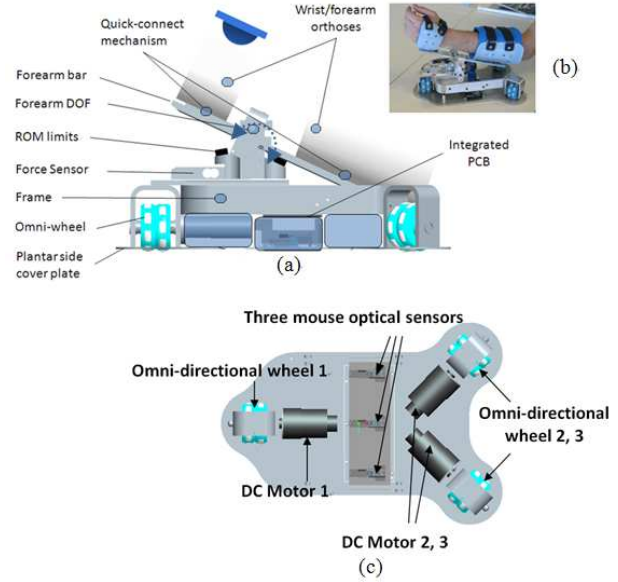 Quick-connect
mechanism
Wrist/forearm
orthoses
(b)
Forearm bar
Forearm DOF
ROM limits
Force Sensor
Frame
Omni-wheel
Plantar side
cover plate
Integrated
PCB
(a)
Three mouse optical sensors
Omni-directional wheel 1
Omni-directional
wheel 2, 3
DC Motor 1
DC Motor 2, 3
(c)